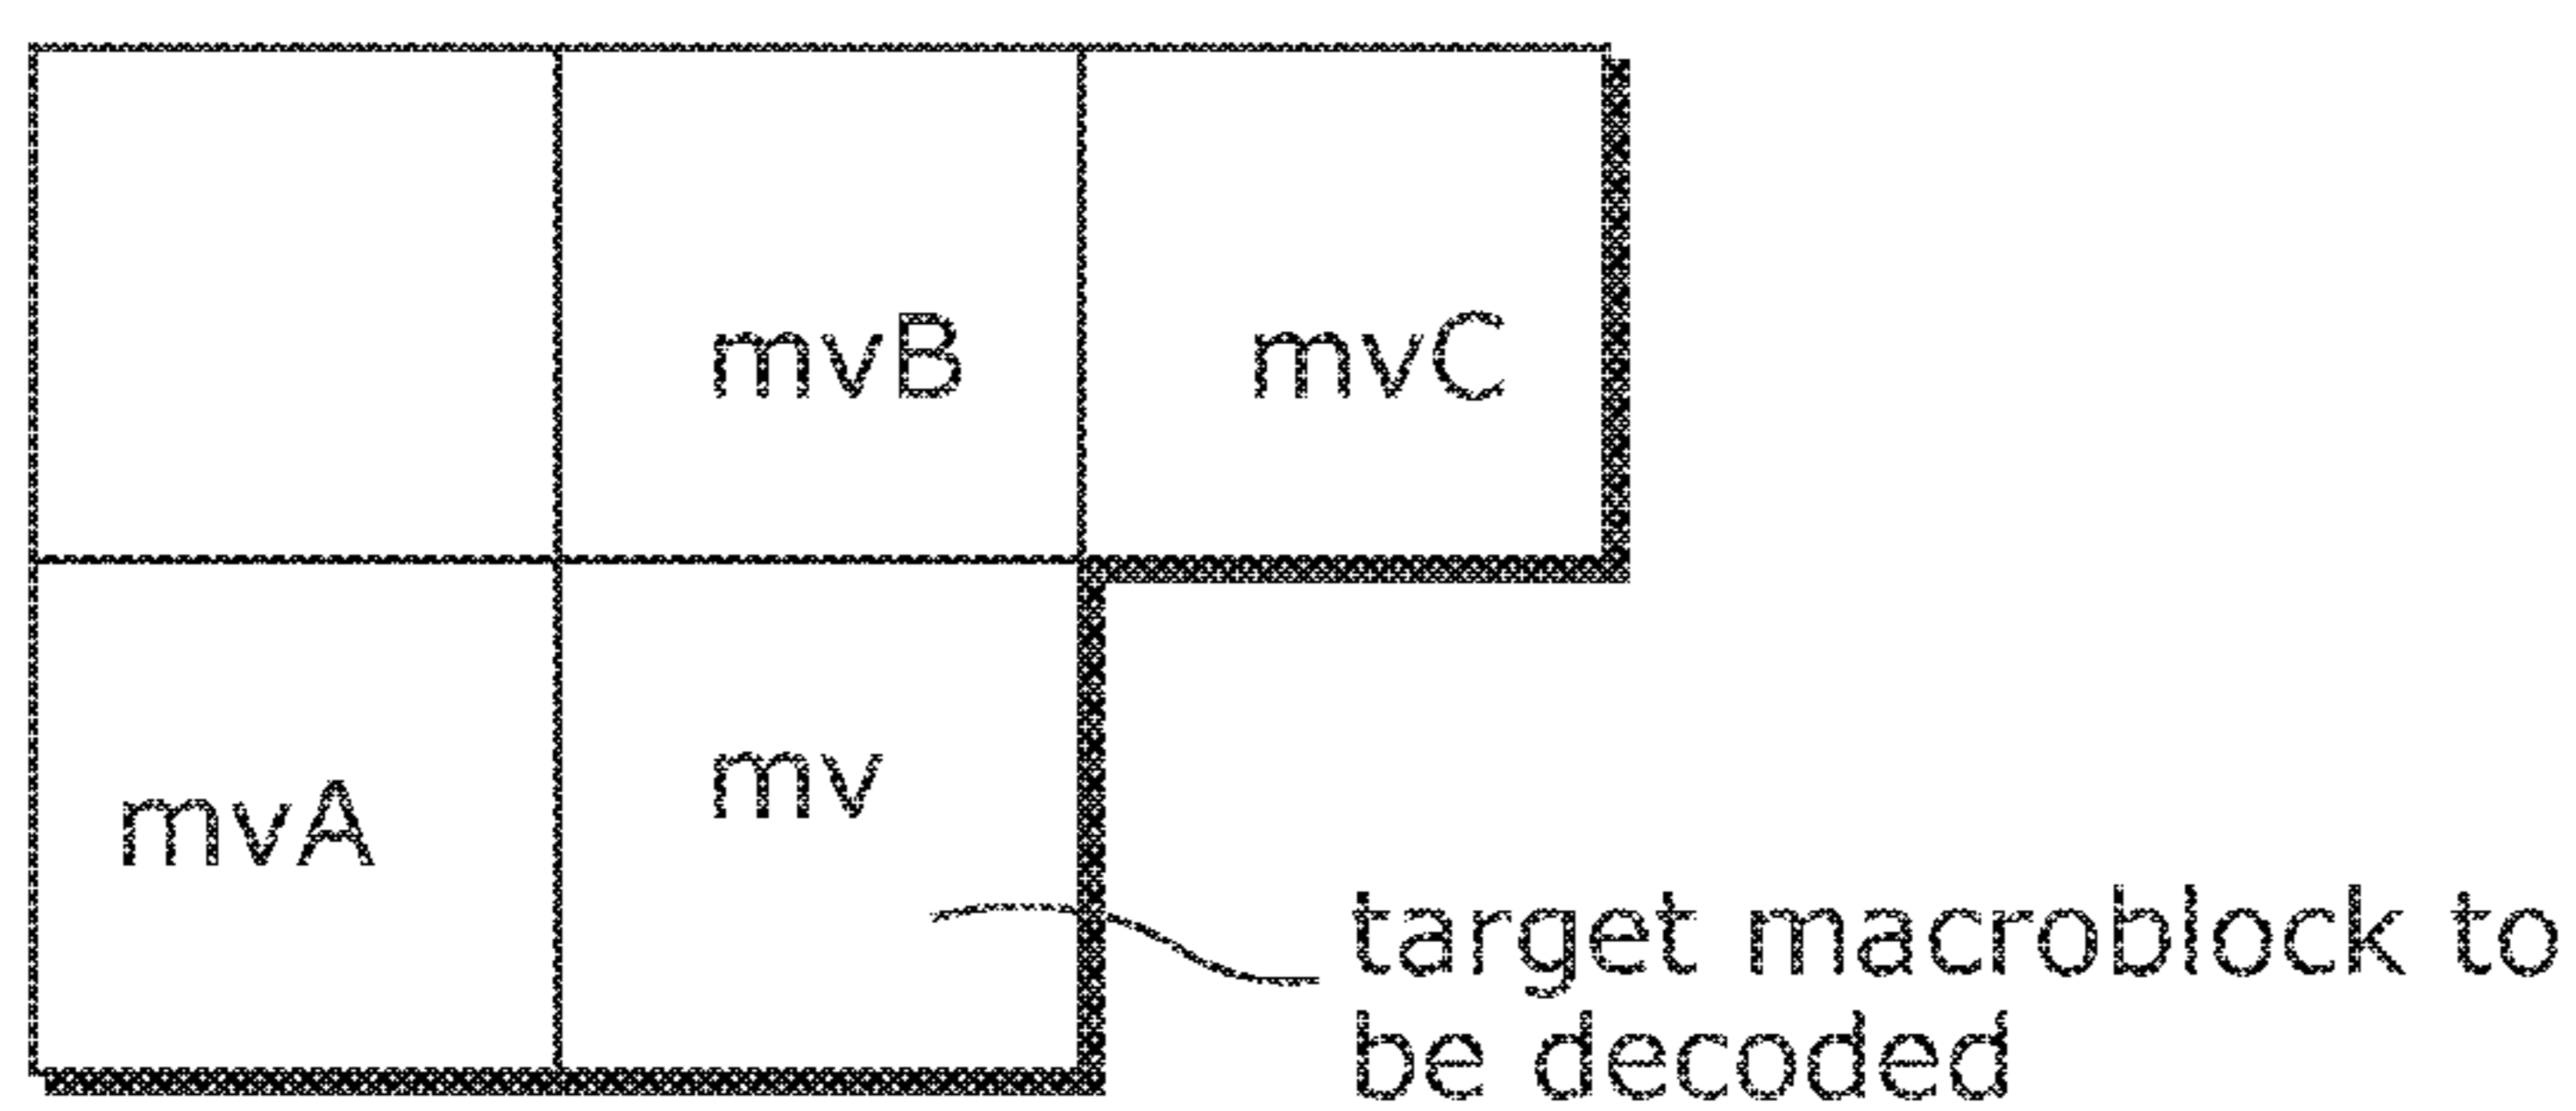 mvB
mvC
mvA
mv
target macroblock to
be decoded